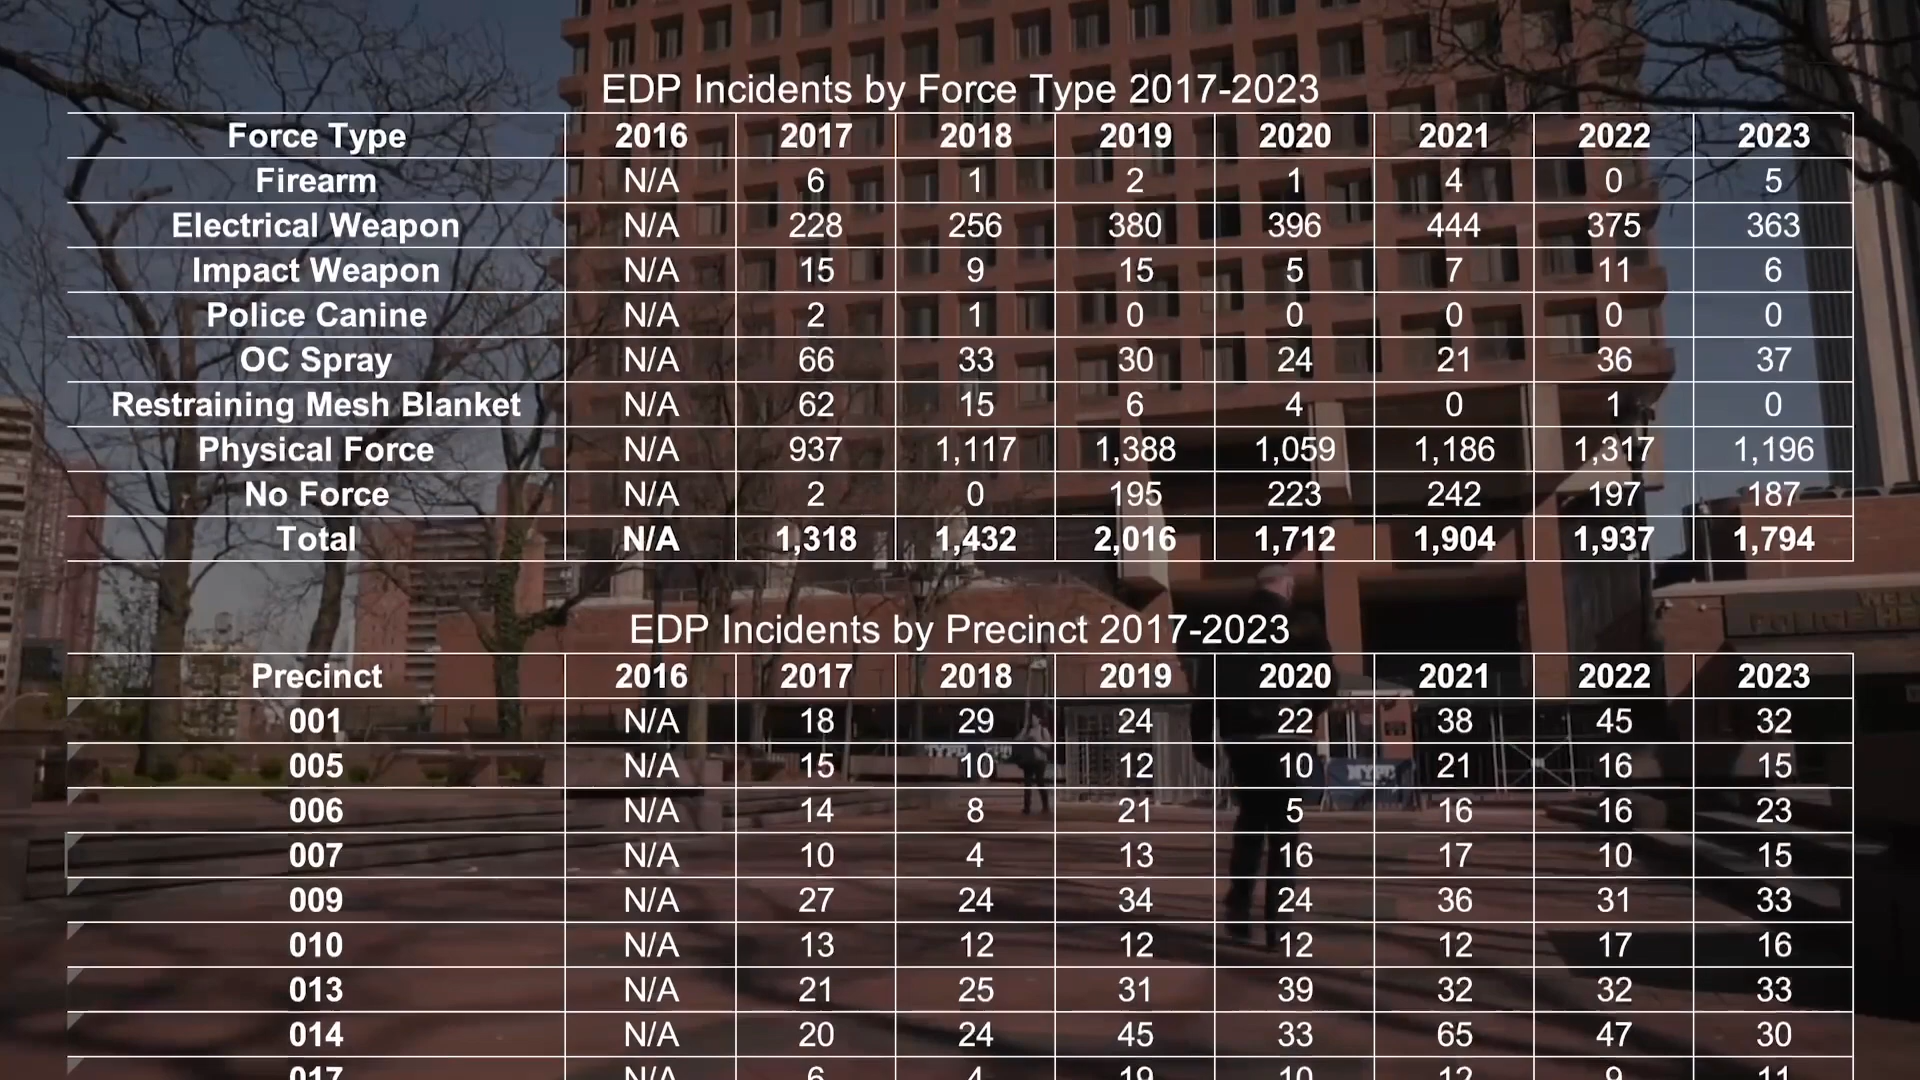 EDP Incidents by Force Type 2017-2023
Force Type 2016 2017 2018 2019 2020 2021 2022 2023
Firearm N/A 6 1 2 1 4 0 5
Electrical Weapon N/A 228 256 380 396 444 375 363
Impact Weapon N/A 15 9 15 5 7 11 6
Police Canine N/A 2 1 0 0 0 0 0
OC Spray N/A 66 33 30 24 21 36 37
Restraining Mesh Blanket N/A 62 15 6 4 0 1 0
Physical Force N/A 937 1,117 1,388 1,059 1,186 1,317 1,196
No Force N/A 2 0 195 223 242 197 187
Total N/A 1,318 1,432 2,016 1,712 1,904 1,937 1,794
EDP Incidents by Precinct 2017-2023
Precinct 2016 2017 2018 2019 2020 2021 2022 2023
001 N/A 18 29 24 22 38 45 32
005 N/A 15 10 12 10 21 16 15
006 N/A 14 8 21 5 16 16 23
007 N/A 10 4 13 16 17 10 15
009 N/A 27 24 34 24 36 31 33
010 N/A 13 12 12 12 12 17 16
013 N/A 21 25 31 39 32 32 33
014 N/A 20 24 45 33 65 47 30
017 N/A 6 4 19 10 12 9 11
NYPD